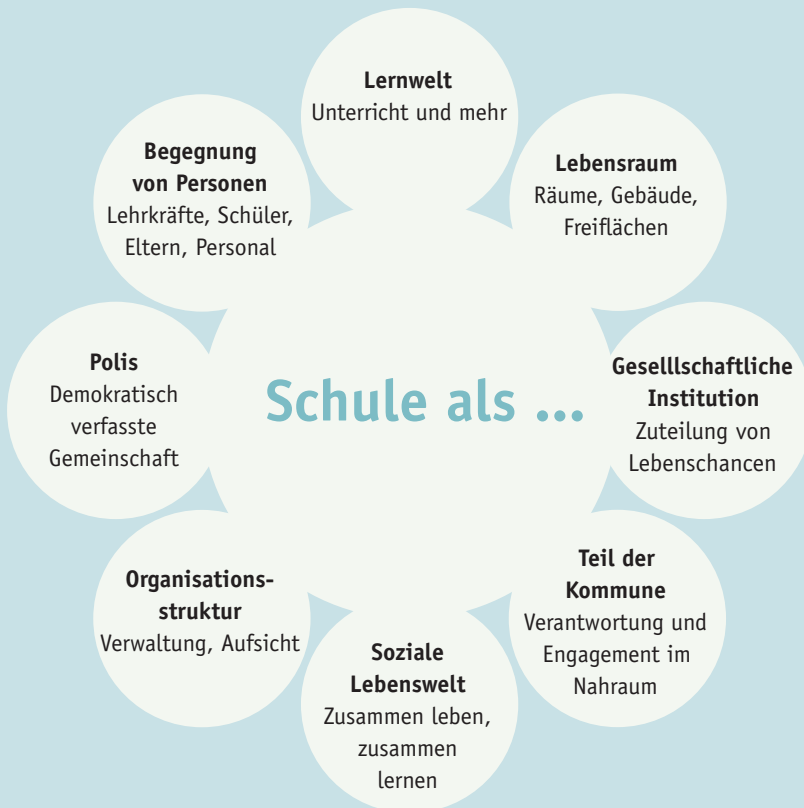 Schule als ...
Lernwelt
Unterricht und mehr
Lebensraum
Räume, Gebäude,
Freiflächen
Geselllschaftliche
Institution
Zuteilung von
Lebenschancen
Teil der
Kommune
Verantwortung und
Engagement im
Nahraum
Soziale
Lebenswelt
Zusammen leben,
zusammen
lernen
Organisations-
struktur
Verwaltung, Aufsicht
Polis
Demokratisch
verfasste
Gemeinschaft
Begegnung
von Personen
Lehrkräfte, Schüler,
Eltern, Personal